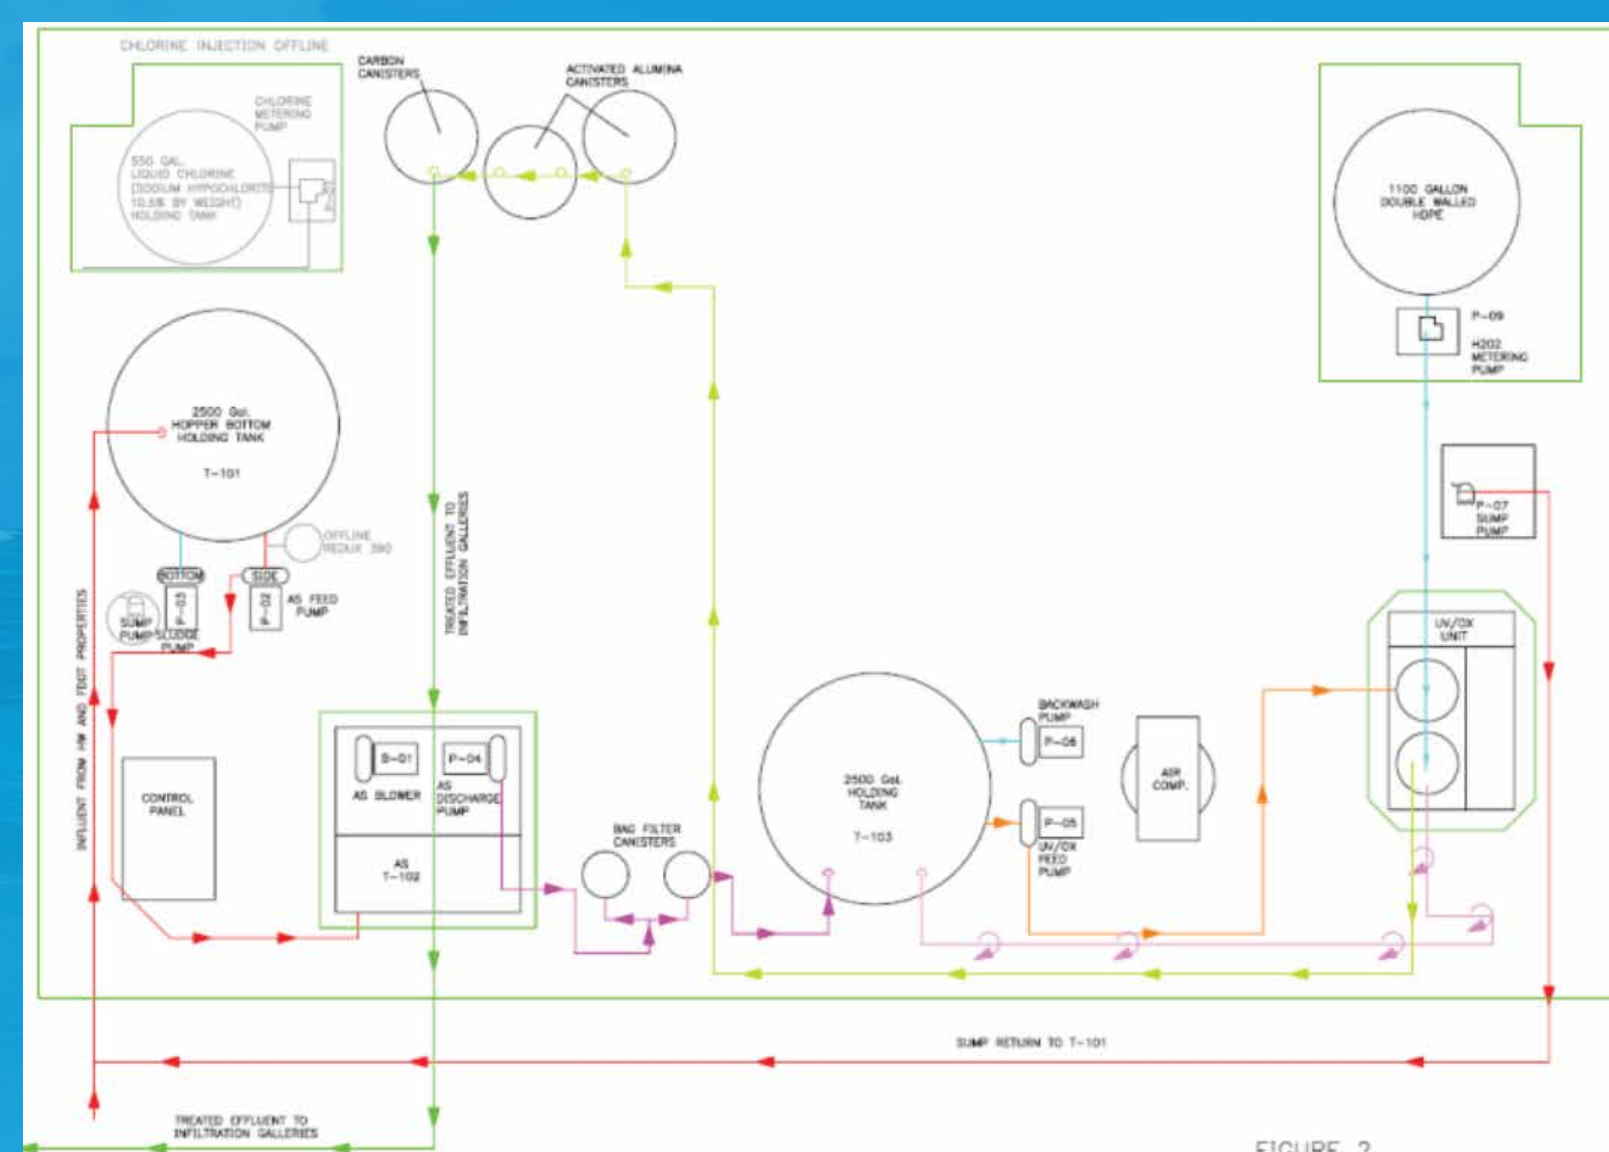 CHLORINE INJECTION OFFLINE
CHLORINE
METERING
PUMP
550 GAL.
LIQUID CHLORINE
(SODIUM HYPOCHLORITE
10.5% BY WEIGHT)
HOLDING TANK
CARBON
CANISTERS
ACTIVATED ALUMINA
CANISTERS
1100 GALLON
DOUBLE WALLED
HDPE
P-09
H202
METERING
PUMP
2500 Gal.
HOPPER BOTTOM
HOLDING TANK
T-101
OFFLINE
REDUX 390
BOTTOM
SIDE
P-03
P-02
AS FEED
PUMP
SUMP
PUMP
SLUDGE
PUMP
INFLUENT FROM HW AND FDOT PROPERTIES
TREATED EFFLUENT TO
INFILTRATION GALLERIES
P-07
SUMP
PUMP
UV/OX
UNIT
CONTROL
PANEL
B-01
P-04
AS BLOWER
AS
DISCHARGE
PUMP
AS
T-102
BAG FILTER
CANISTERS
2500 Gal.
HOLDING
TANK
T-103
BACKWASH
PUMP
P-06
P-05
UV/OX
FEED
PUMP
AIR
COMP.
SUMP RETURN TO T-101
TREATED EFFLUENT TO
INFILTRATION GALLERIES
FIGURE 2